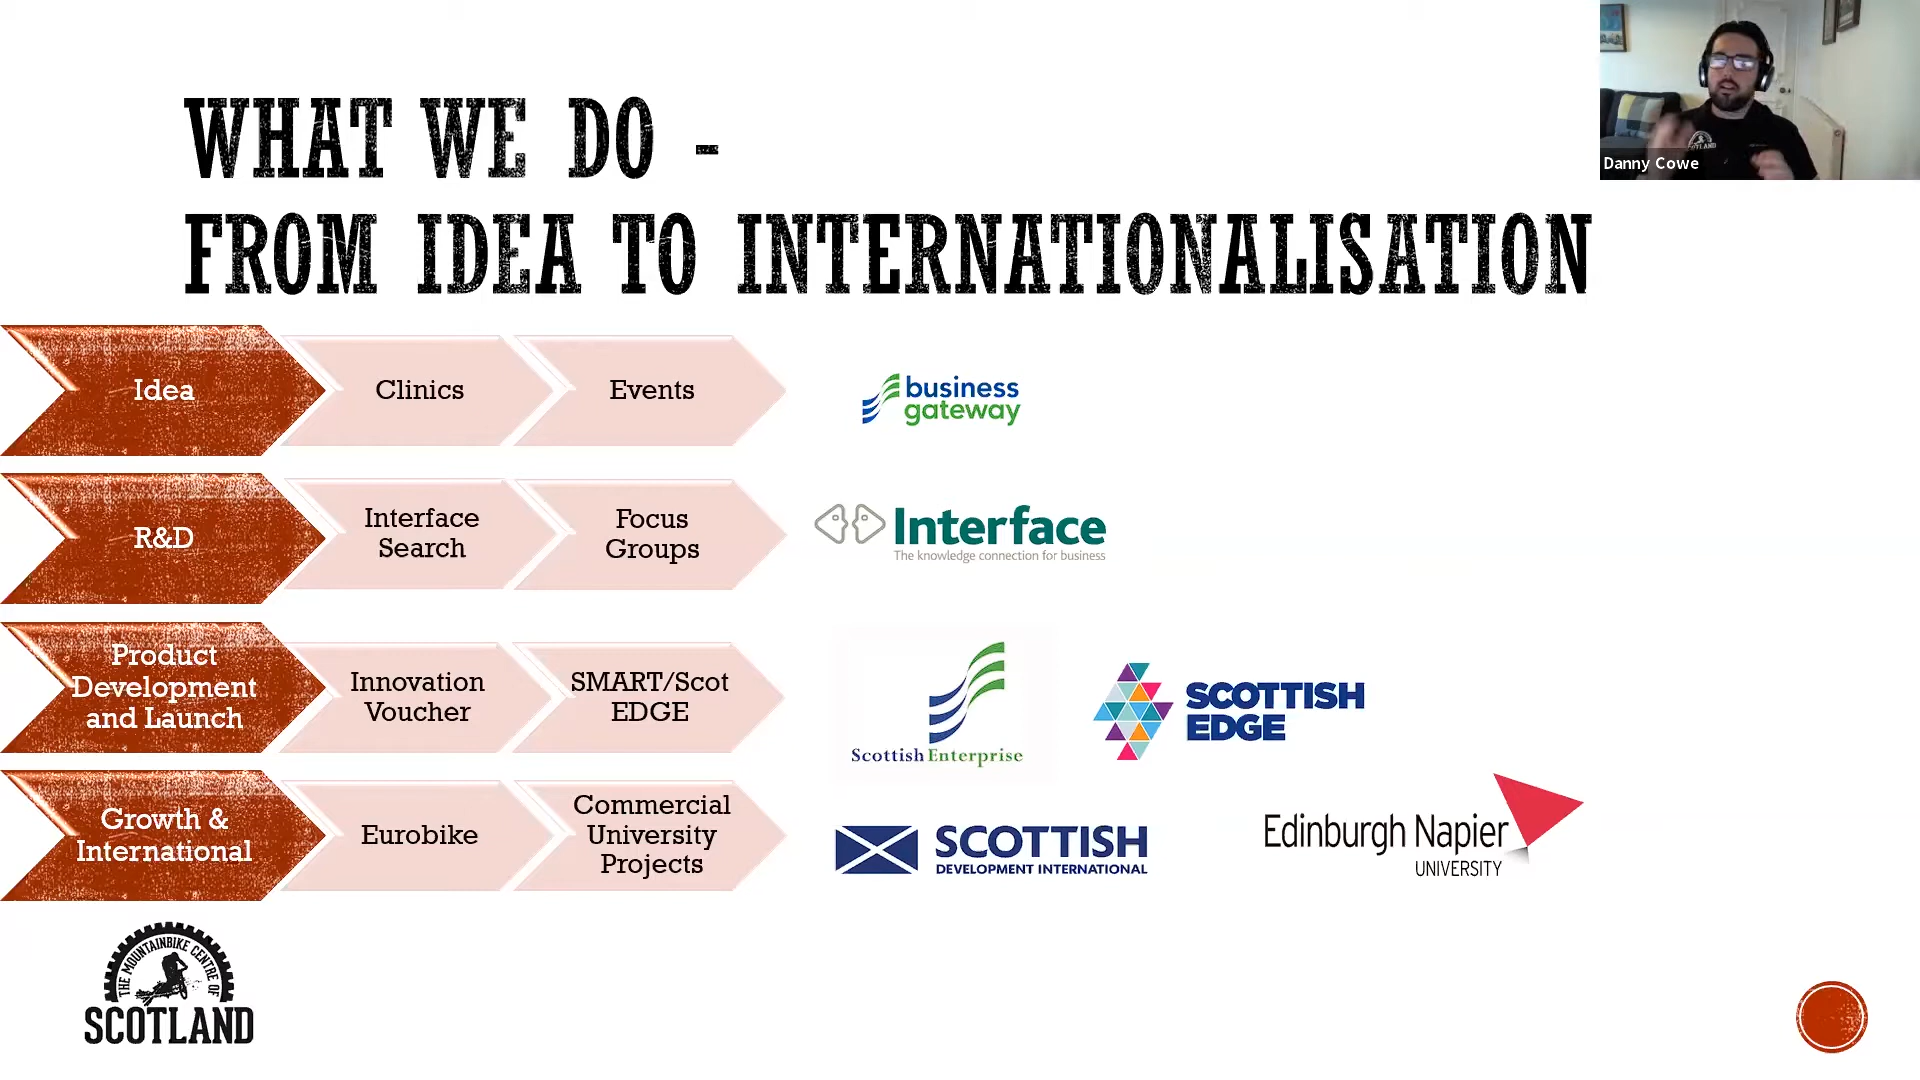 WHAT WE DO -
FROM IDEA TO INTERNATIONALISATION
Danny Cowe
SCOTLAND
Idea
Clinics
Events
business
gateway
R&D
Interface
Search
Focus
Groups
Interface
The knowledge connection for business
Product
Development
and Launch
Innovation
Voucher
SMART/Scot
EDGE
Scottish Enterprise
SCOTTISH
EDGE
Growth &
International
Eurobike
Commercial
University
Projects
SCOTTISH
DEVELOPMENT INTERNATIONAL
Edinburgh Napier
UNIVERSITY
THE MOUNTAINBIKE CENTRE OF
SCOTLAND